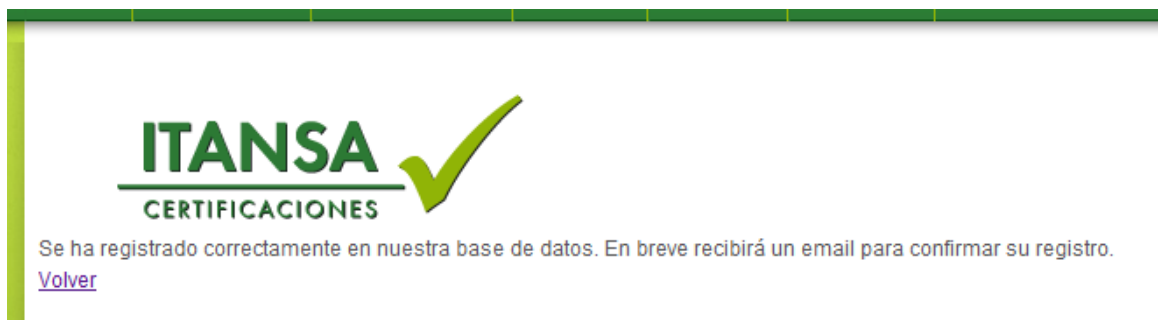 ITANSA
CERTIFICACIONES
Se ha registrado correctamente en nuestra base de datos. En breve recibirá un email para confirmar su registro.
Volver